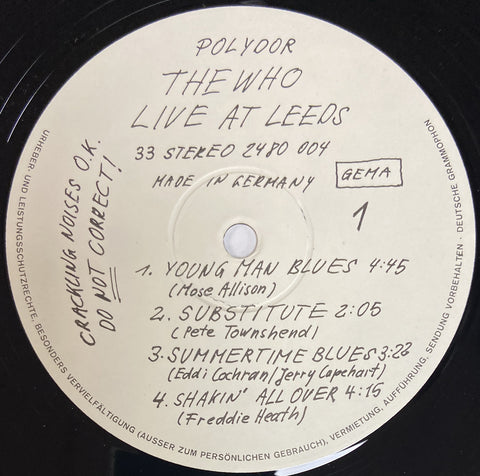 POLYDOR
THE WHO
LIVE AT LEEDS
33 STEREO 2480 004
MADE IN GERMANY
GEMA
1
CRACKLING NOISES O.K.
DO NOT CORRECT!
1. YOUNG MAN BLUES 4:45
(Mose Allison)
2. SUBSTITUTE 2:05
(Pete Townshend)
3. SUMMERTIME BLUES 3:22
(Eddi Cochran/Jerry Capehart)
4. SHAKIN' ALL OVER 4:15
(Freddie Heath)
URHEBER- UND LEISTUNGSSCHUTZRECHTE, BESONDERS VERVIELFÄLTIGUNG (AUSSER ZUM PERSÖNLICHEN GEBRAUCH), VERMIETUNG, AUFFÜHRUNG, SENDUNG VORBEHALTEN · DEUTSCHE GRAMMOPHON